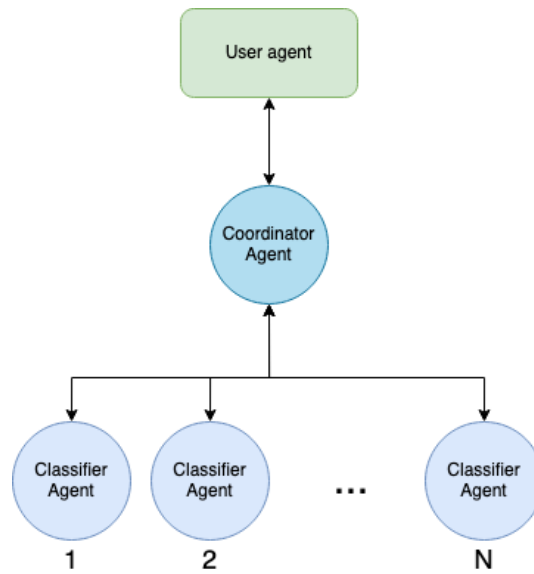 User agent
Coordinator
Agent
Classifier
Agent
Classifier
Agent
...
Classifier
Agent
1
2
N